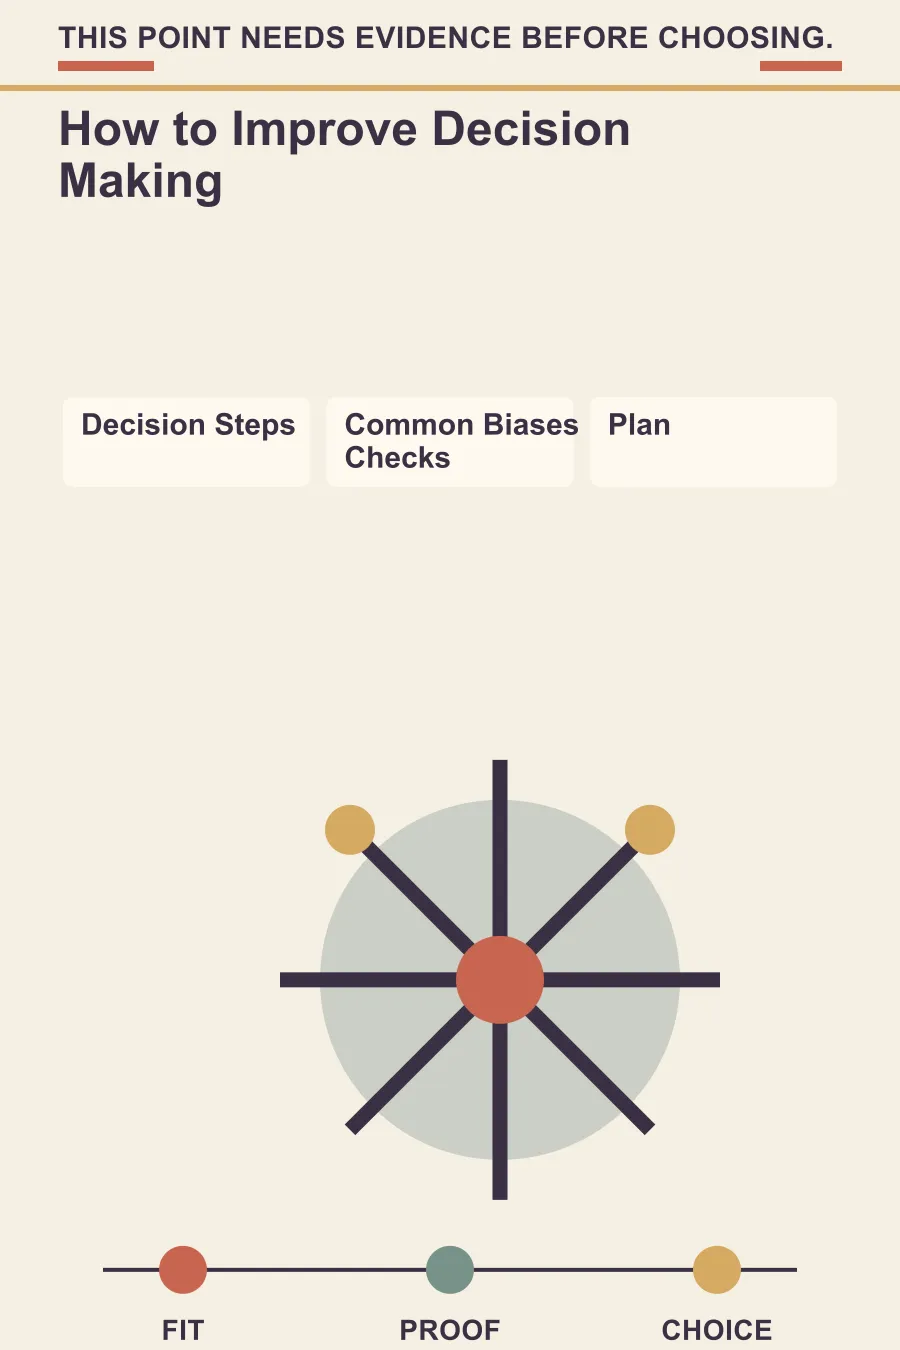 THIS POINT NEEDS EVIDENCE BEFORE CHOOSING.
How to Improve Decision
Making
Decision Steps
Common Biases
Checks
Plan
FIT
PROOF
CHOICE